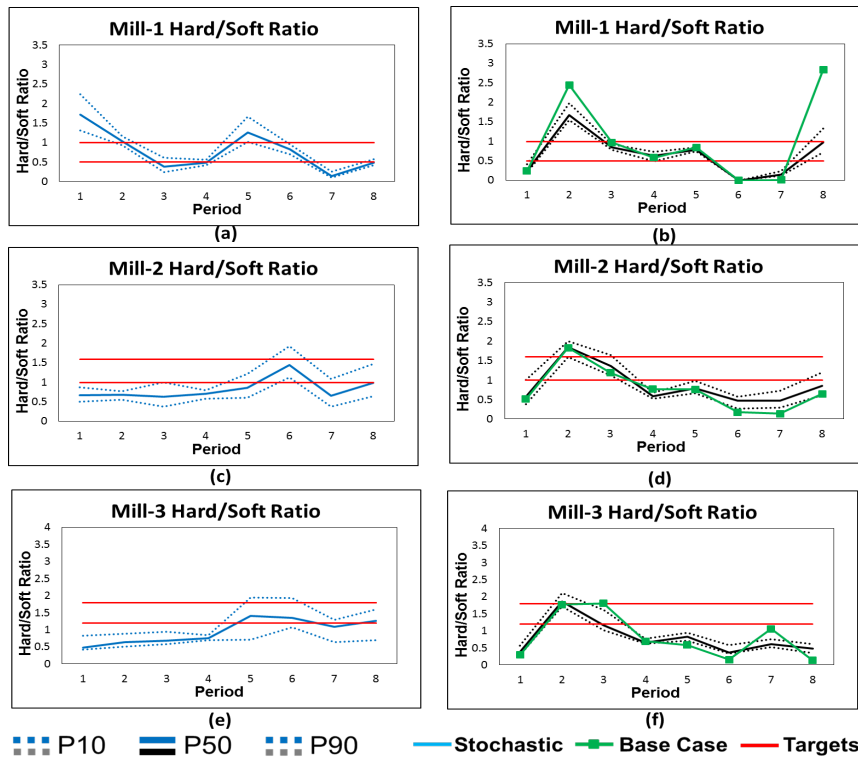 Mill-1 Hard/Soft Ratio
Hard/Soft Ratio
3.5
3
2.5
2
1.5
1
0.5
0
1 2 3 4 5 6 7 8
Period
(a)
Mill-1 Hard/Soft Ratio
Hard/Soft Ratio
3.5
3
2.5
2
1.5
1
0.5
0
1 2 3 4 5 6 7 8
Period
(b)
Mill-2 Hard/Soft Ratio
Hard/Soft Ratio
3.5
3
2.5
2
1.5
1
0.5
0
1 2 3 4 5 6 7 8
Period
(c)
Mill-2 Hard/Soft Ratio
Hard/Soft Ratio
3.5
3
2.5
2
1.5
1
0.5
0
1 2 3 4 5 6 7 8
Period
(d)
Mill-3 Hard/Soft Ratio
Hard/Soft Ratio
4
3.5
3
2.5
2
1.5
1
0.5
0
1 2 3 4 5 6 7 8
Period
(e)
Mill-3 Hard/Soft Ratio
Hard/Soft Ratio
4
3.5
3
2.5
2
1.5
1
0.5
0
1 2 3 4 5 6 7 8
Period
(f)
P10 P50 P90 Stochastic Base Case Targets